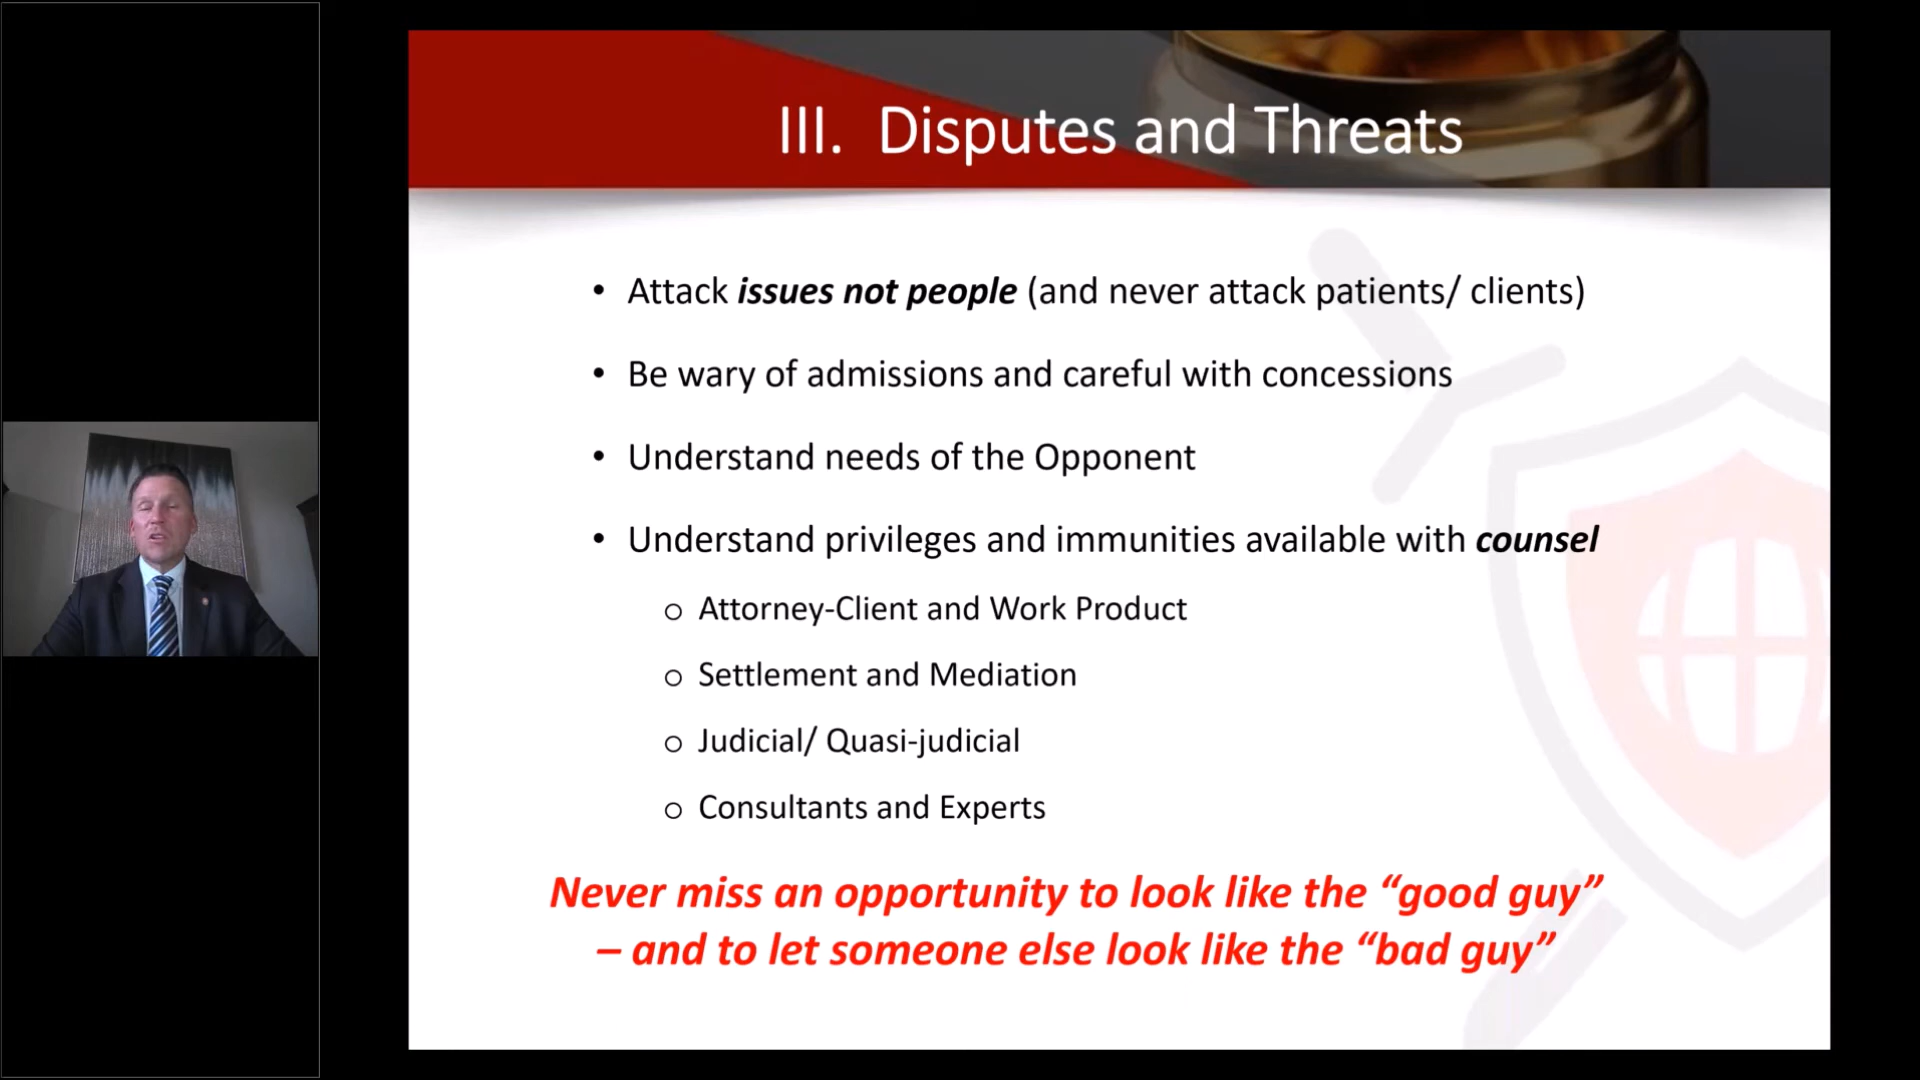 III. Disputes and Threats
• Attack issues not people (and never attack patients/ clients)
• Be wary of admissions and careful with concessions
• Understand needs of the Opponent
• Understand privileges and immunities available with counsel
o Attorney-Client and Work Product
o Settlement and Mediation
o Judicial/ Quasi-judicial
o Consultants and Experts
Never miss an opportunity to look like the “good guy”
– and to let someone else look like the “bad guy”